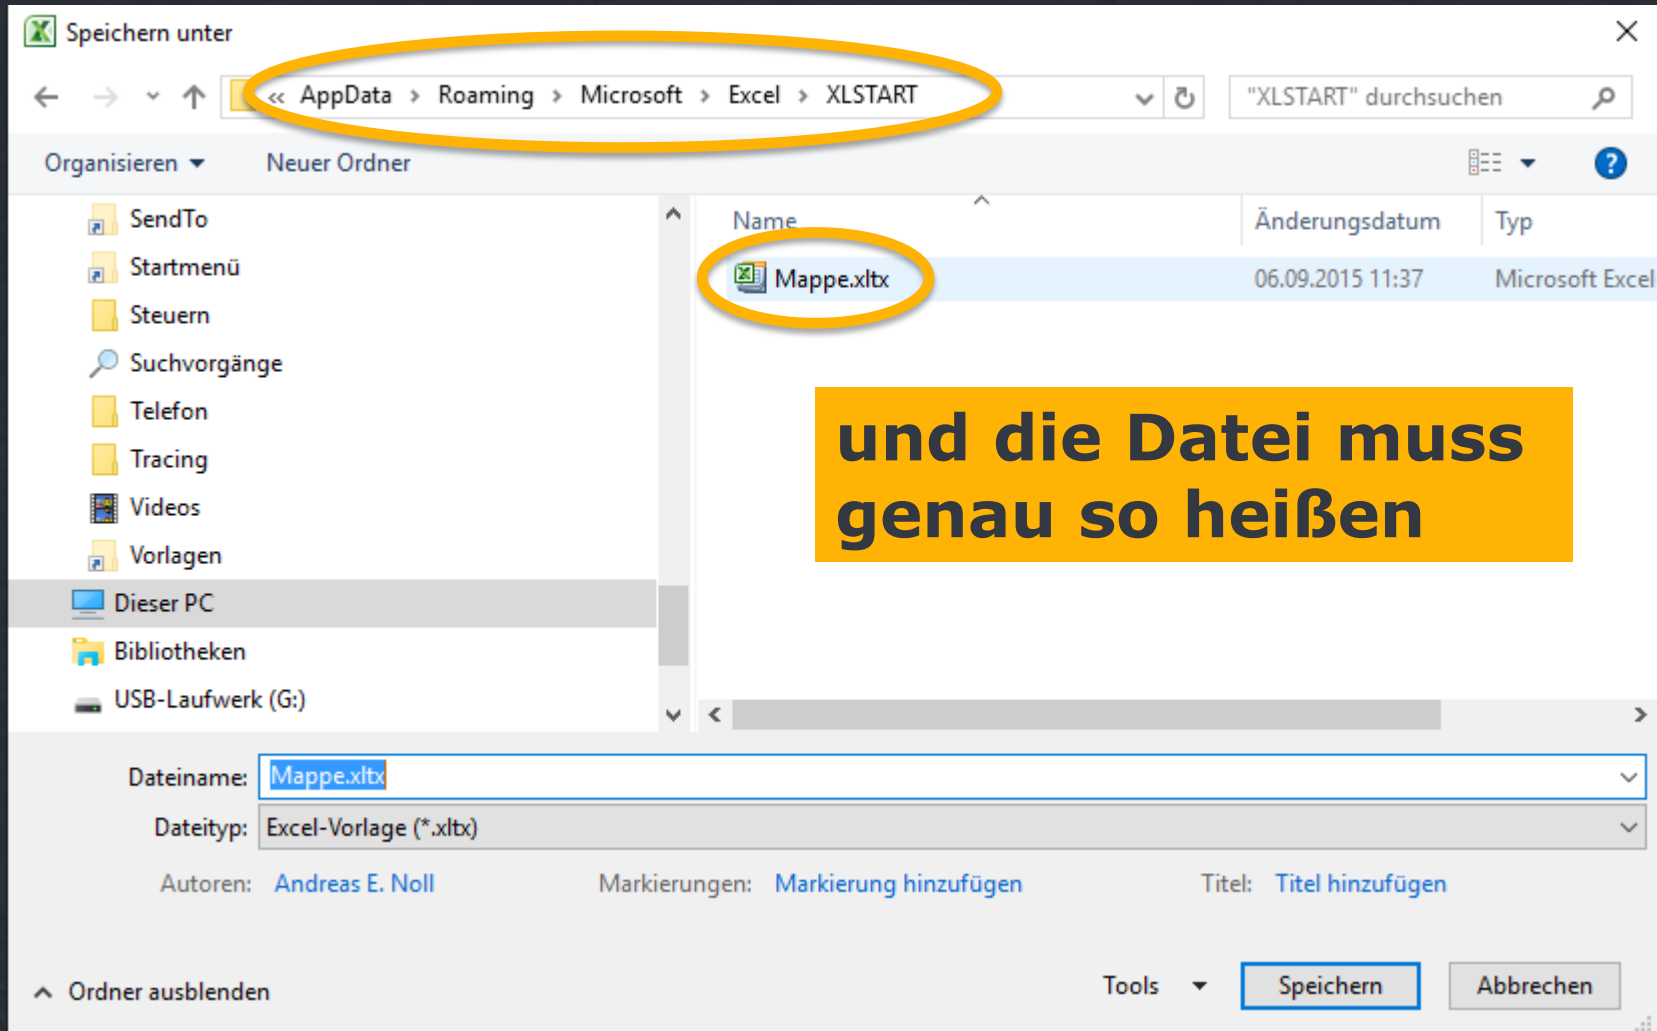 Speichern unter
« AppData › Roaming › Microsoft › Excel › XLSTART
"XLSTART" durchsuchen
Organisieren
Neuer Ordner
?
SendTo
Startmenü
Steuern
Suchvorgänge
Telefon
Tracing
Videos
Vorlagen
Dieser PC
Bibliotheken
USB-Laufwerk (G:)
Name Änderungsdatum Typ
Mappe.xltx 06.09.2015 11:37 Microsoft Excel
und die Datei muss
genau so heißen
Dateiname: Mappe.xltx
Dateityp: Excel-Vorlage (*.xltx)
Autoren: Andreas E. Noll Markierungen: Markierung hinzufügen Titel: Titel hinzufügen
Ordner ausblenden
Tools Speichern Abbrechen